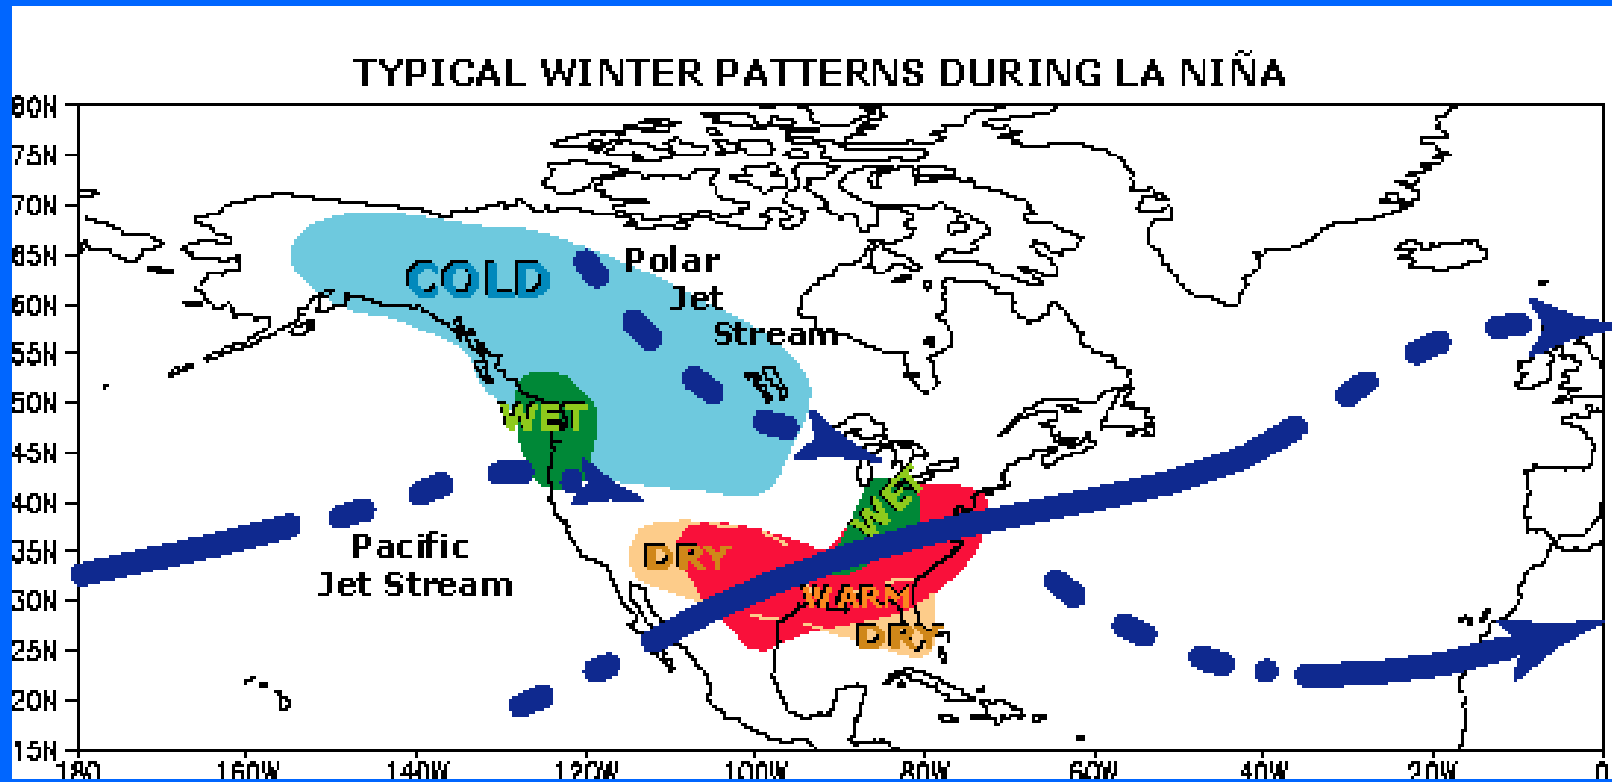 TYPICAL WINTER PATTERNS DURING LA NIÑA
80N
75N
70N
65N
60N
55N
50N
45N
40N
35N
30N
25N
20N
15N
COLD
Polar
Jet
Stream
WET
WET
Pacific
Jet Stream
DRY
WARM
DRY
180
160W
140W
120W
100W
80W
60W
40W
20W
0